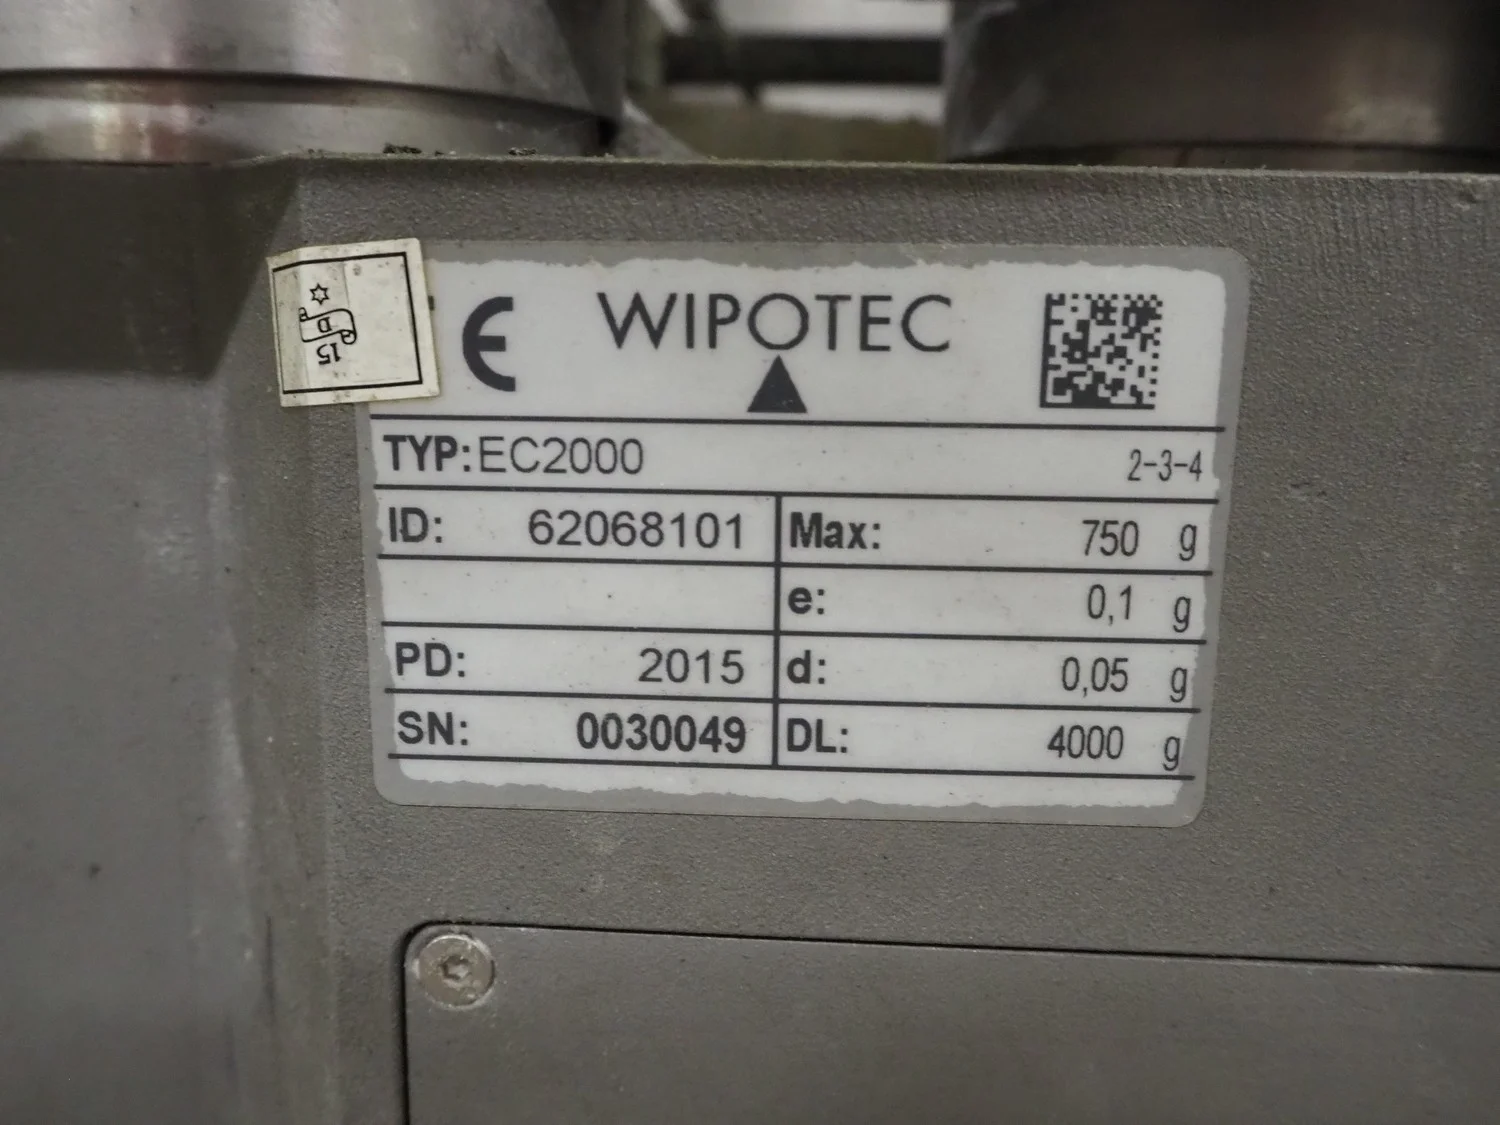 CE WIPOTEC
D
15
TYP: EC2000 2-3-4
ID: 62068101 Max: 750 g
e: 0,1 g
PD: 2015 d: 0,05 g
SN: 0030049 DL: 4000 g